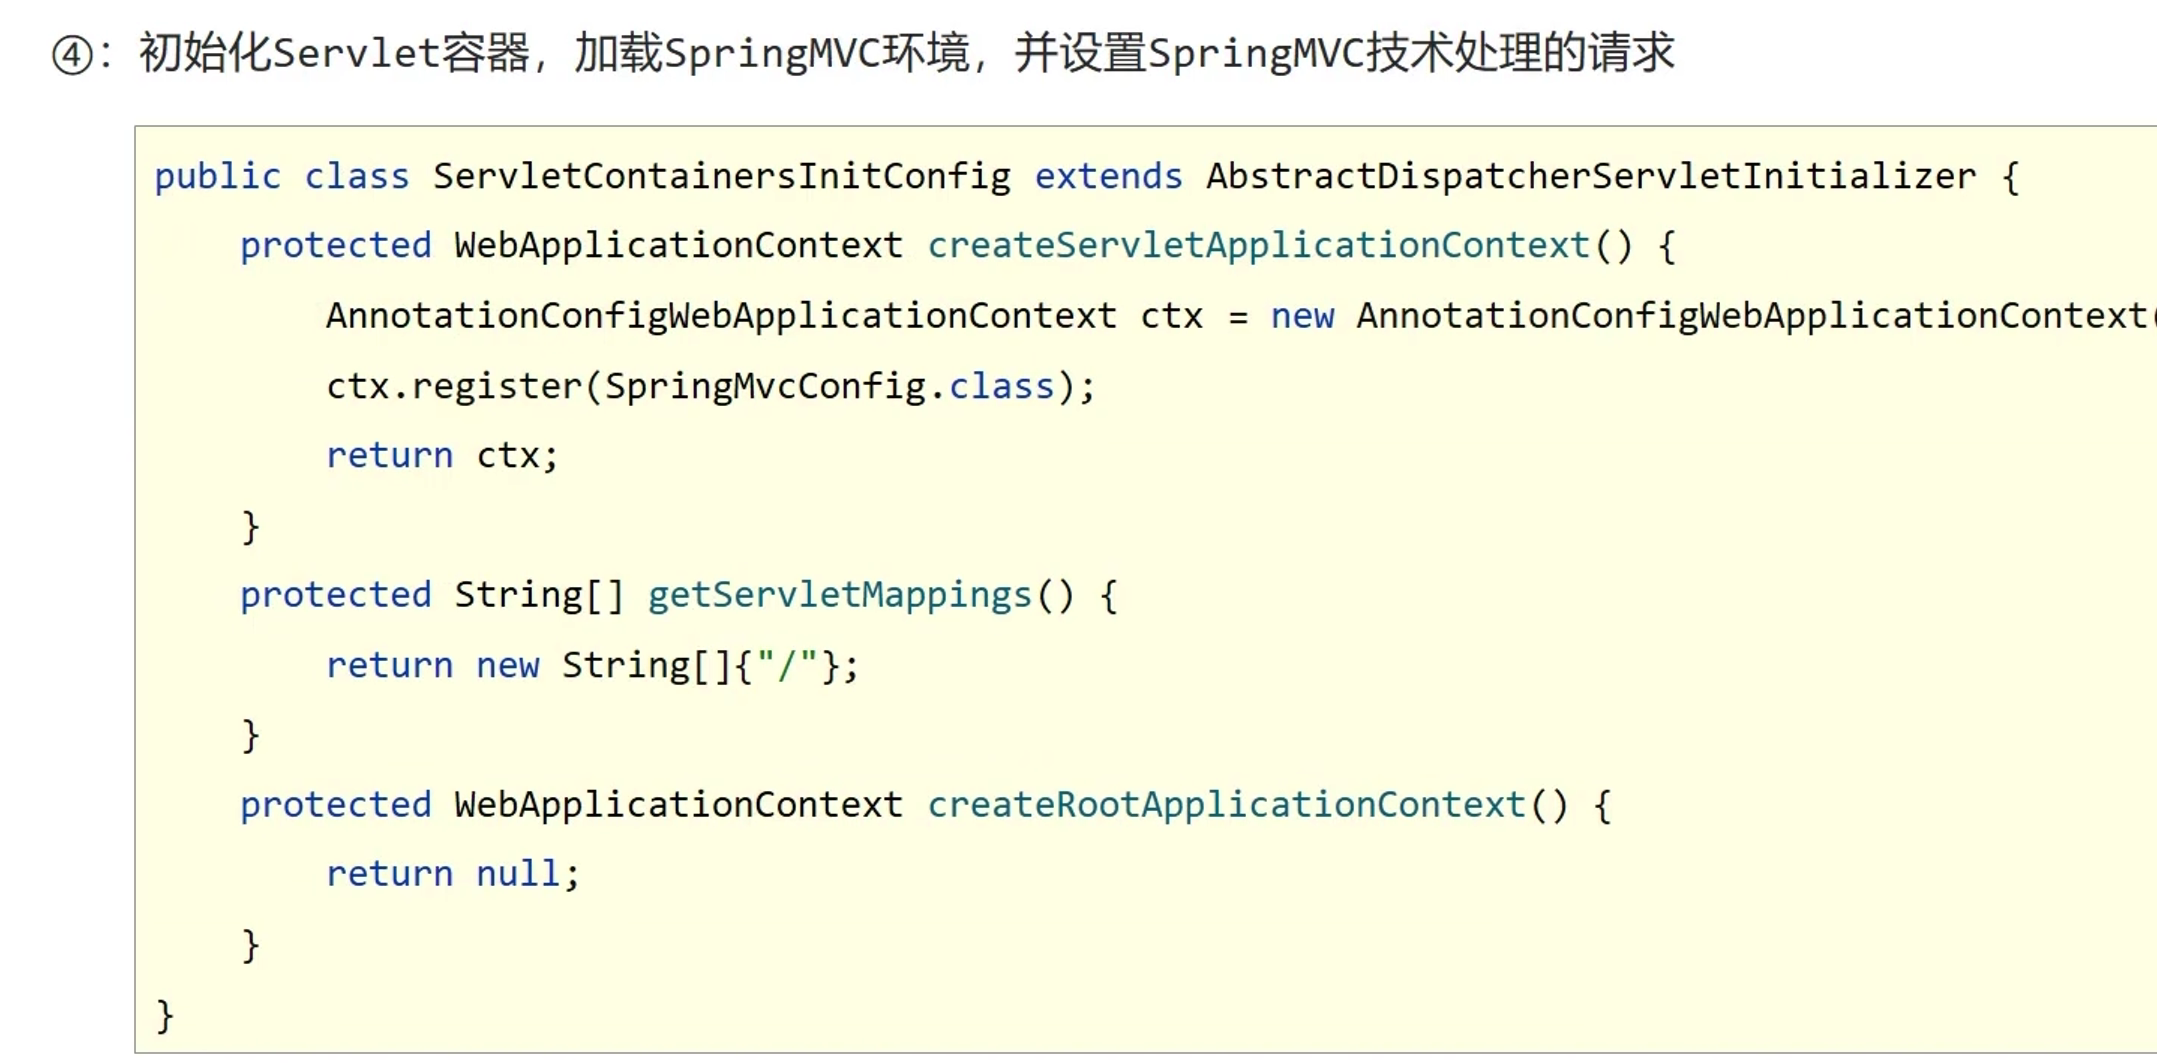 ④：初始化Servlet容器，加载SpringMVC环境，并设置SpringMVC技术处理的请求
public class ServletContainersInitConfig extends AbstractDispatcherServletInitializer {
    protected WebApplicationContext createServletApplicationContext() {
        AnnotationConfigWebApplicationContext ctx = new AnnotationConfigWebApplicationContext(
        ctx.register(SpringMvcConfig.class);
        return ctx;
    }
    protected String[] getServletMappings() {
        return new String[]{"/"};
    }
    protected WebApplicationContext createRootApplicationContext() {
        return null;
    }
}